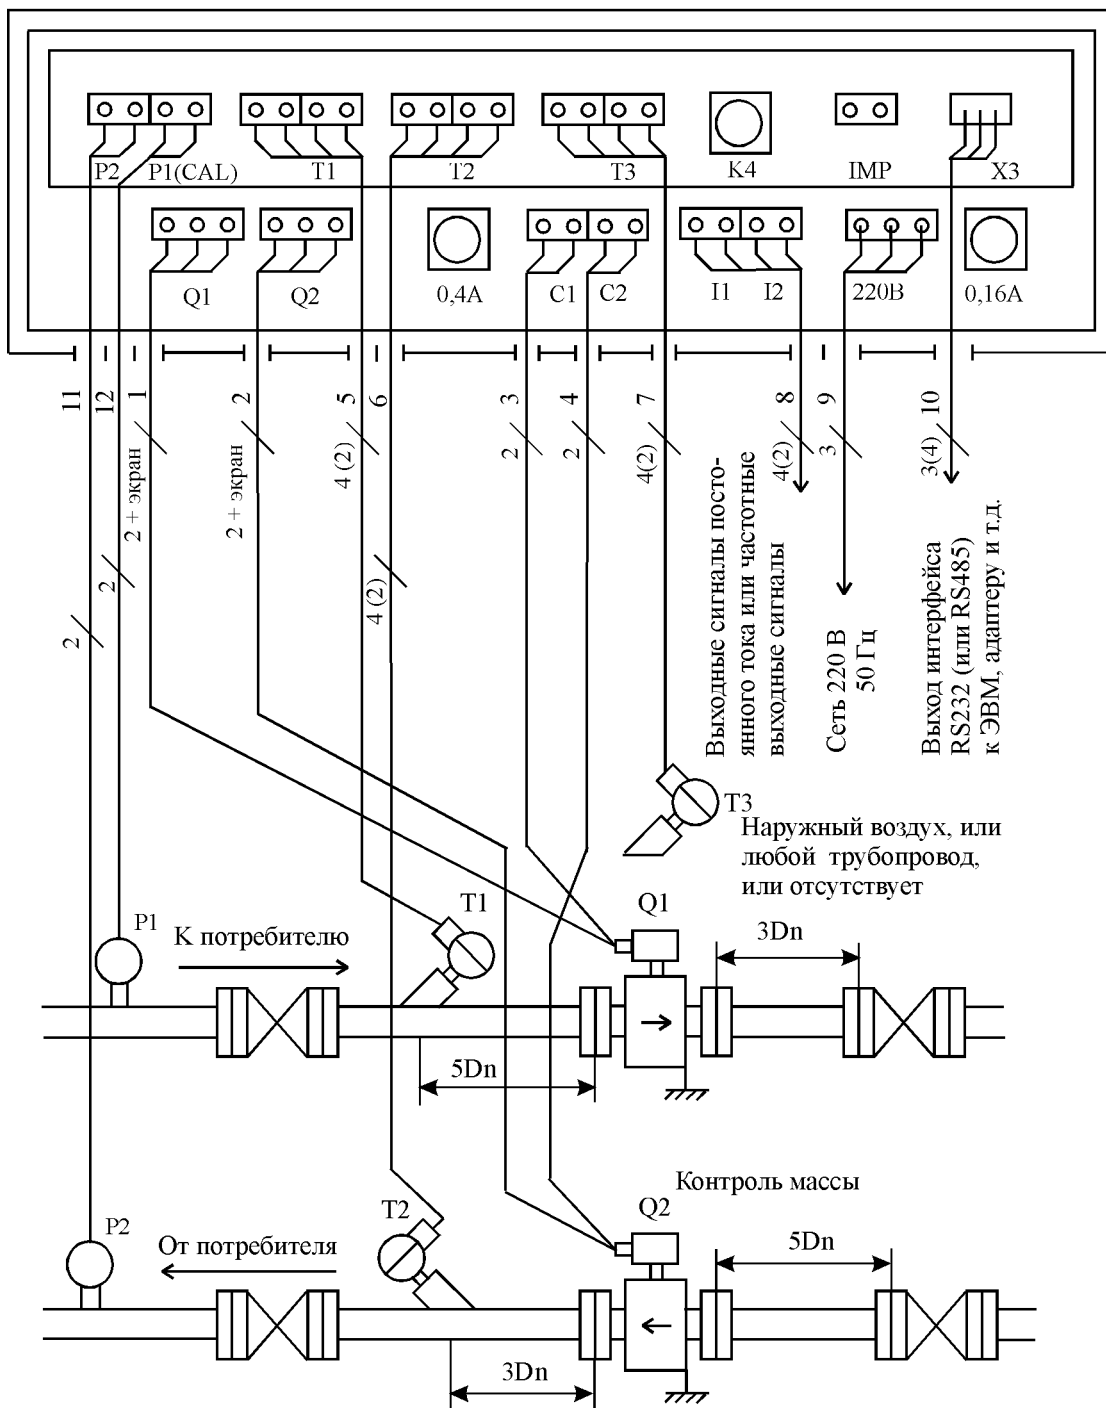 P2
P1(CAL)
T1
T2
T3
K4
IMP
X3
Q1
Q2
0,4А
C1
C2
I1
I2
220В
0,16А
11
12
1
2
5
6
3
4
7
8
9
10
2 + экран
2 + экран
4 (2)
2
2
4(2)
4(2)
3
3(4)
2
4 (2)
2
Выходные сигналы посто-
янного тока или частотные
выходные сигналы
Сеть 220 В
50 Гц
Выход интерфейса
RS232 (или RS485)
к ЭВМ, адаптеру и т.д.
T3
Наружный воздух, или
любой трубопровод,
или отсутствует
P1
К потребителю
T1
Q1
3Dn
5Dn
Контроль массы
P2
От потребителя
T2
Q2
5Dn
3Dn